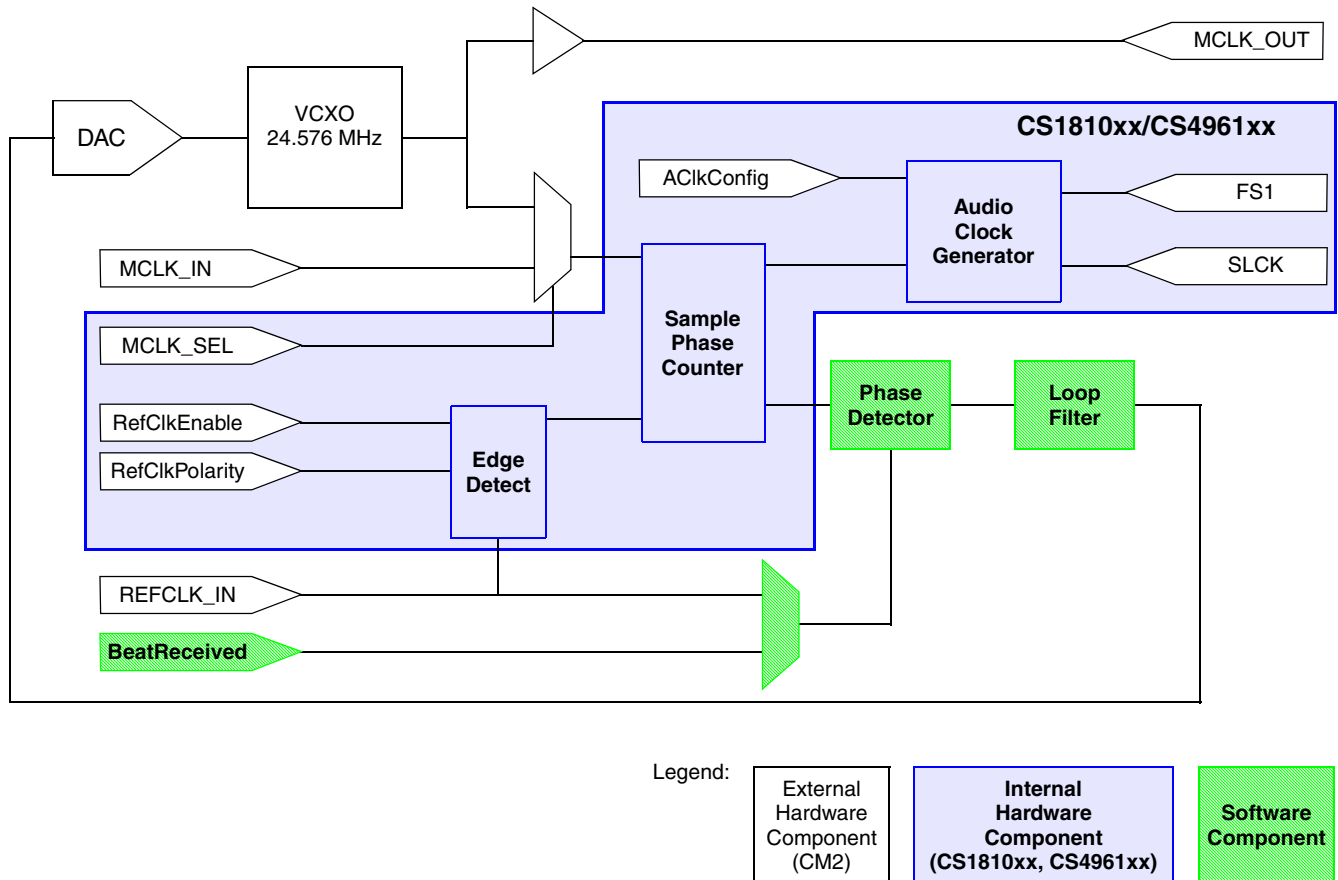 MCLK_OUT
VCXO
24.576 MHz
DAC
CS1810xx/CS4961xx
AClkConfig
FS1
Audio
Clock
Generator
MCLK_IN
SLCK
Sample
Phase
Counter
MCLK_SEL
Phase
Detector
Loop
Filter
RefClkEnable
RefClkPolarity
Edge
Detect
REFCLK_IN
BeatReceived
Legend:
External
Hardware
Component
(CM2)
Internal
Hardware
Component
(CS1810xx, CS4961xx)
Software
Component